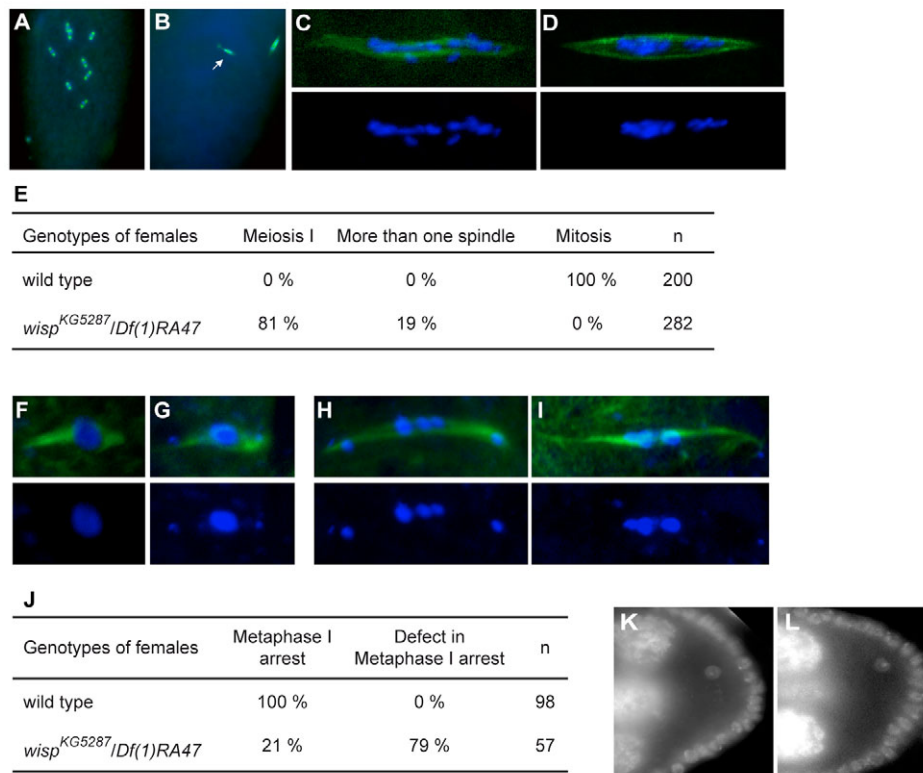 A B C D
E
Genotypes of females Meiosis I More than one spindle Mitosis n
wild type 0 % 0 % 100 % 200
wisp^KG5287/Df(1)RA47 81 % 19 % 0 % 282
F G H I
J
Genotypes of females Metaphase I arrest Defect in Metaphase I arrest n
wild type 100 % 0 % 98
wisp^KG5287/Df(1)RA47 21 % 79 % 57
K L